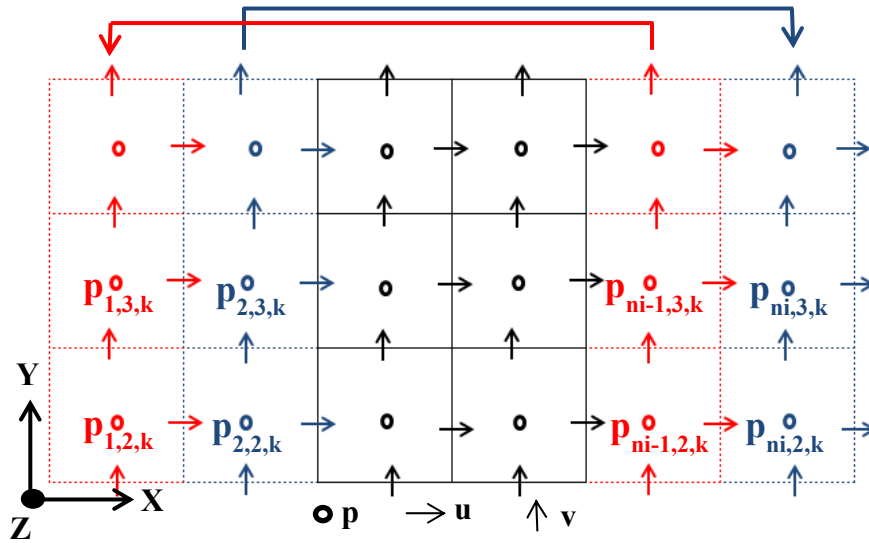 p1,3,k p2,3,k pni-1,3,k pni,3,k
Y
p1,2,k p2,2,k pni-1,2,k pni,2,k
X
Z
p u v